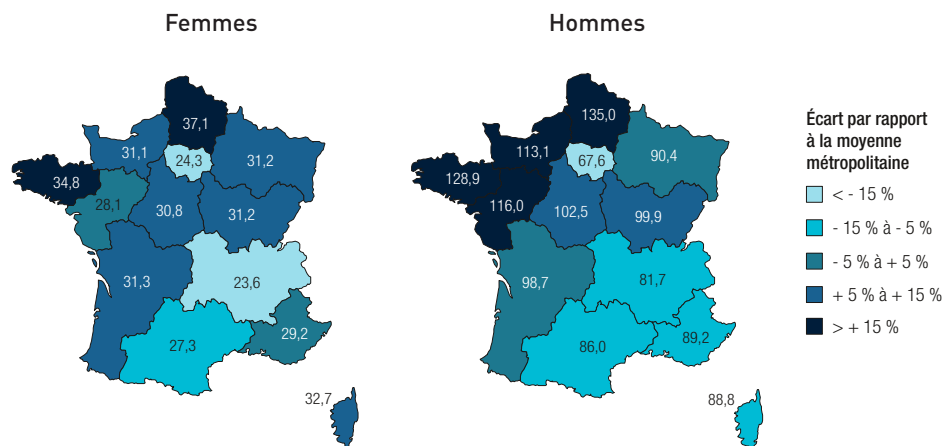 Femmes
37,1
31,1
24,3
31,2
34,8
28,1
30,8
31,2
31,3
23,6
27,3
29,2
32,7
Hommes
135,0
113,1
67,6
90,4
128,9
116,0
102,5
99,9
98,7
81,7
86,0
89,2
88,8
Écart par rapport
à la moyenne
métropolitaine
< - 15 %
- 15 % à - 5 %
- 5 % à + 5 %
+ 5 % à + 15 %
> + 15 %